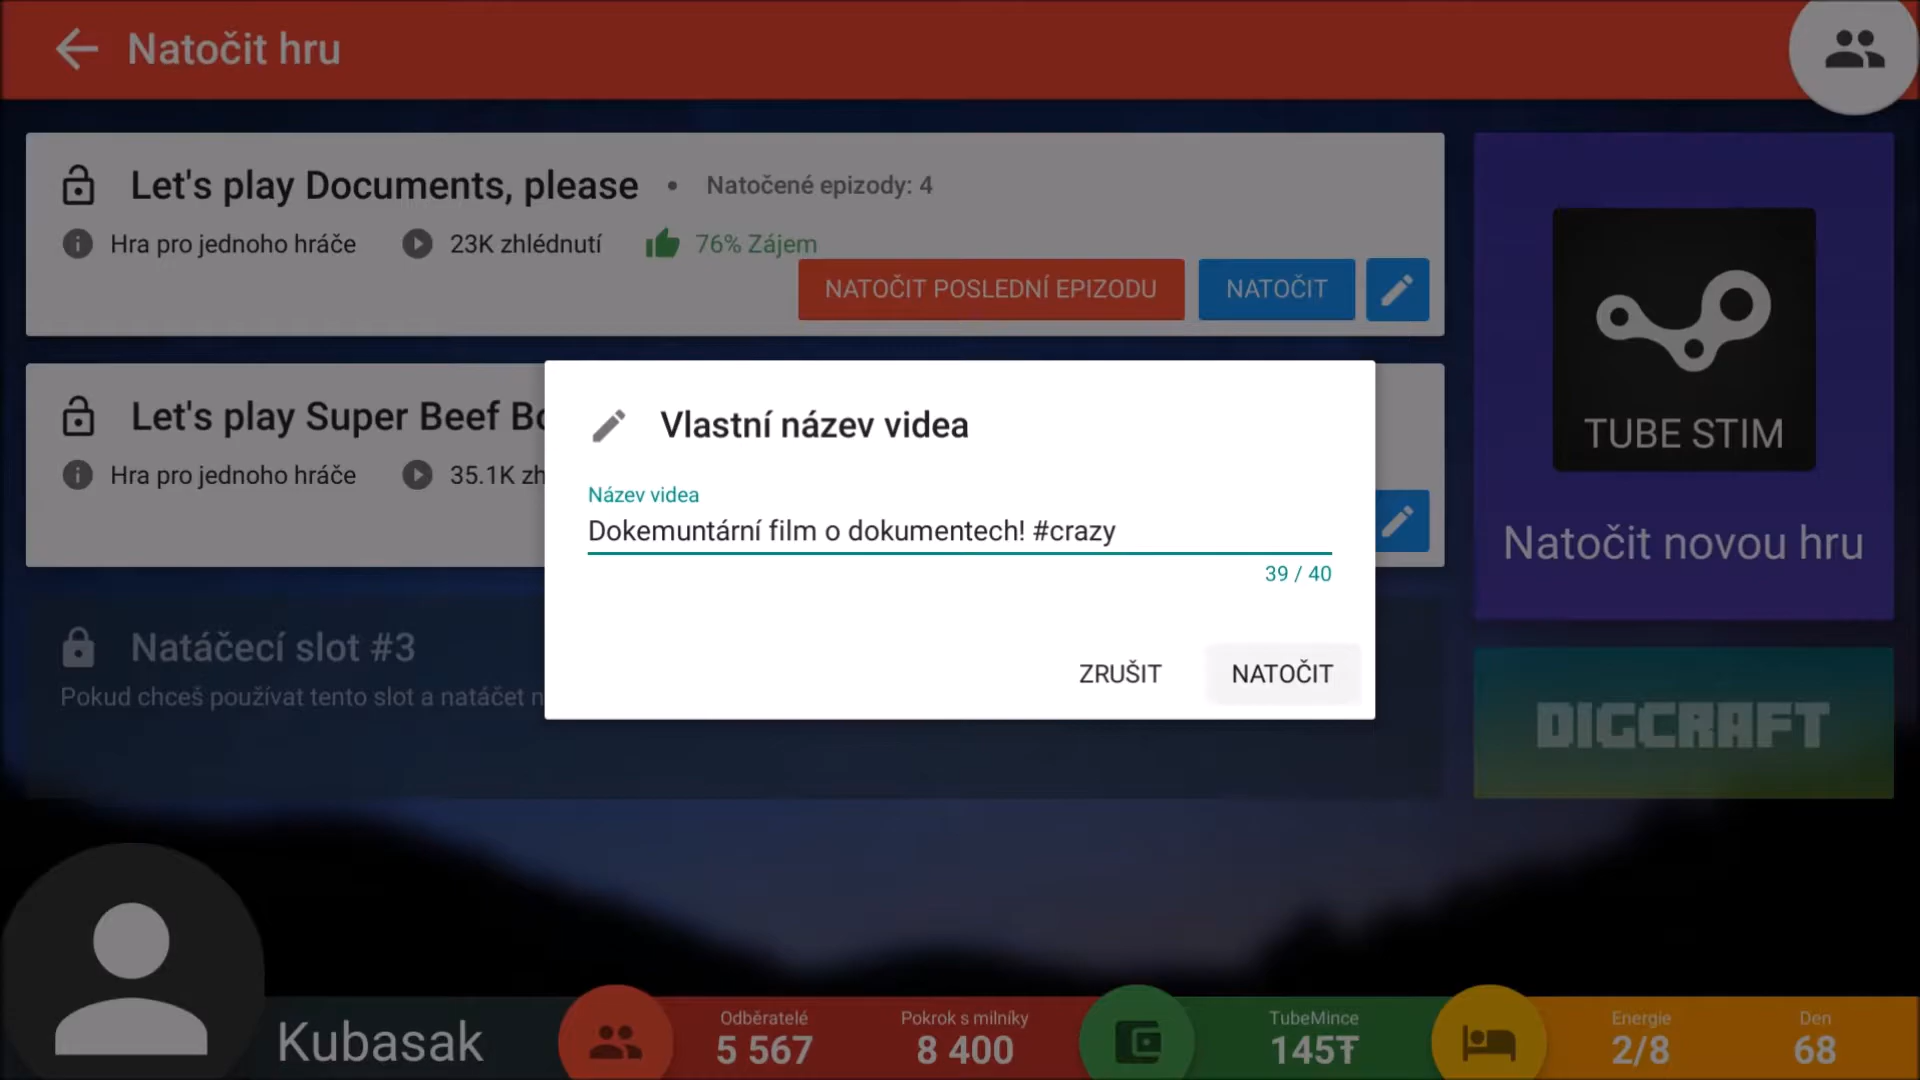 Natočit hru
Let's play Documents, please • Natočené epizody: 4
Hra pro jednoho hráče 23K zhlédnutí 76% Zájem
NATOČIT POSLEDNÍ EPIZODU NATOČIT
Let's play Super Beef Bo
Hra pro jednoho hráče 35.1K zh
Natáčecí slot #3
Pokud chceš používat tento slot a natáčet n
Vlastní název videa
Název videa
Dokemuntární film o dokumentech! #crazy
39 / 40
ZRUŠIT NATOČIT
TUBE STIM
Natočit novou hru
DIGCRAFT
Kubasak
Odběratelé Pokrok s milníky TubeMince Energie Den
5 567 8 400 145Ŧ 2/8 68